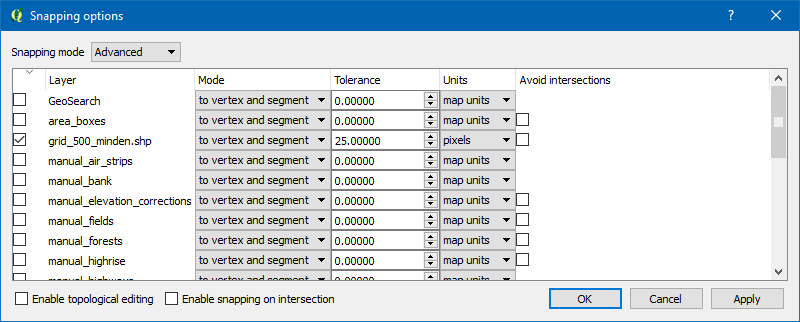 Snapping options
Snapping mode Advanced
Layer Mode Tolerance Units Avoid intersections
GeoSearch to vertex and segment 0.00000 map units
area_boxes to vertex and segment 0.00000 map units
grid_500_minden.shp to vertex and segment 25.00000 pixels
manual_air_strips to vertex and segment 0.00000 map units
manual_bank to vertex and segment 0.00000 map units
manual_elevation_corrections to vertex and segment 0.00000 map units
manual_fields to vertex and segment 0.00000 map units
manual_forests to vertex and segment 0.00000 map units
manual_highrise to vertex and segment 0.00000 map units
manual_highways to vertex and segment 0.00000 map units
Enable topological editing Enable snapping on intersection OK Cancel Apply